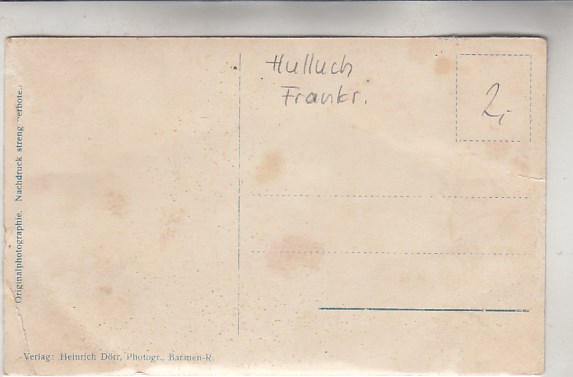 Hulluch
Frankr.
2,-
Originalphotographie. Nachdruck streng verboten.
Verlag: Heinrich Dörr, Photogr., Barmen-R.